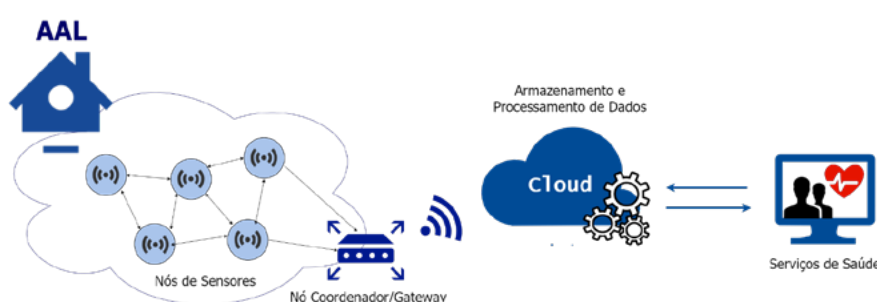 AAL
Armazenamento e
Processamento de Dados
Cloud
Nós de Sensores
Nó Coordenador/Gateway
Serviços de Saúde